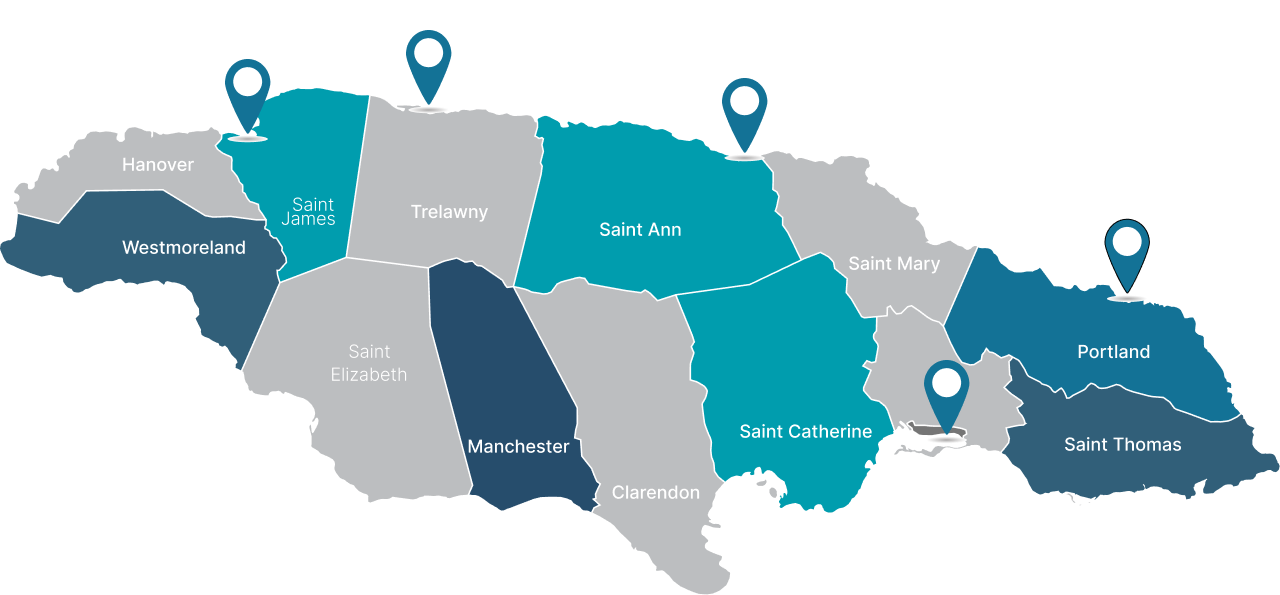 Hanover
Westmoreland
Saint
James
Trelawny
Saint Ann
Saint Mary
Portland
Saint
Elizabeth
Manchester
Clarendon
Saint Catherine
Saint Thomas